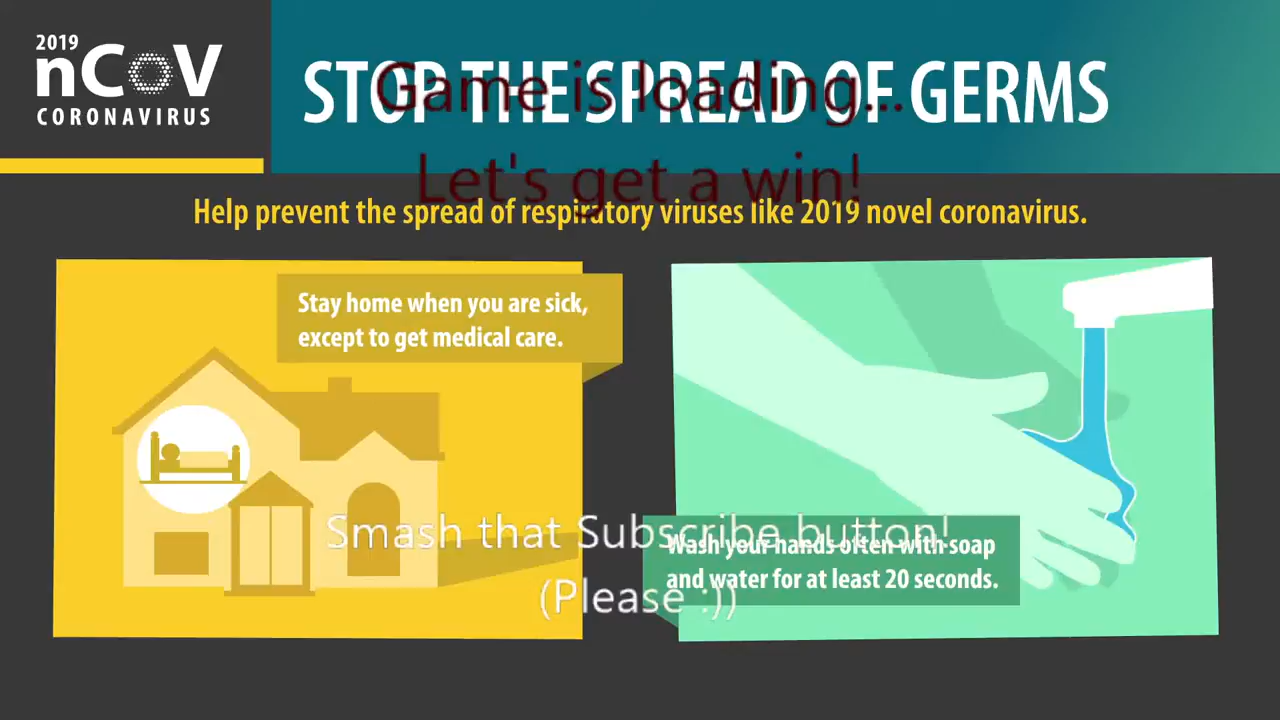 2019
nCoV
CORONAVIRUS
STOP THE SPREAD OF GERMS
Game is loading...
Let's get a win!
Help prevent the spread of respiratory viruses like 2019 novel coronavirus.
Stay home when you are sick,
except to get medical care.
Smash that Subscribe button!
(Please :))
Wash your hands often with soap
and water for at least 20 seconds.